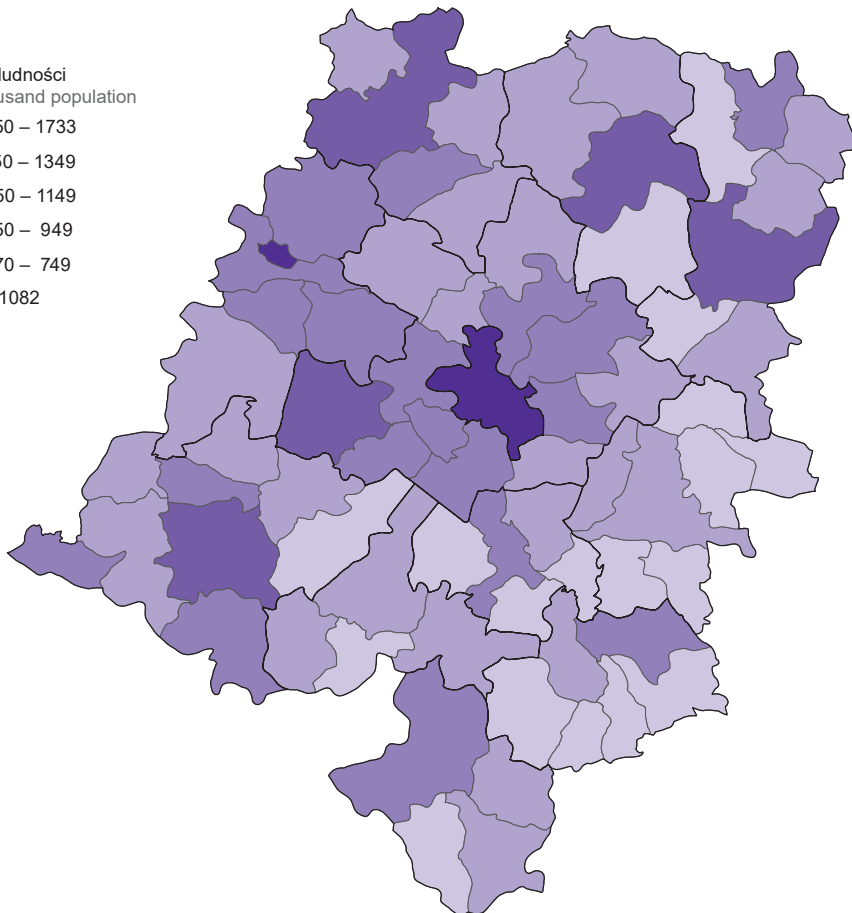 ludności
usand population
50 – 1733
50 – 1349
50 – 1149
50 – 949
70 – 749
1082